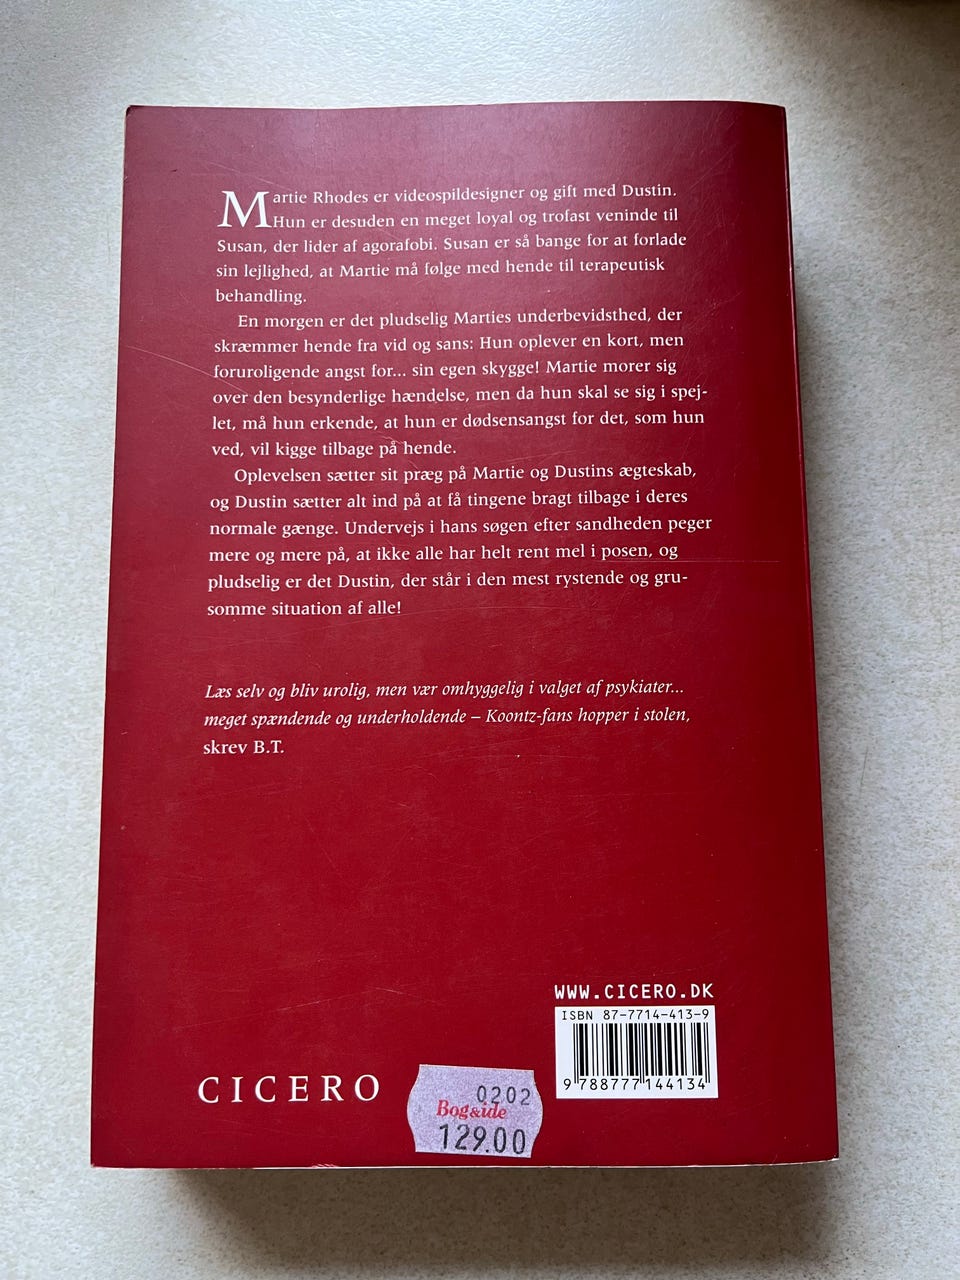 Martie Rhodes er videospildesigner og gift med Dustin.
Hun er desuden en meget loyal og trofast veninde til
Susan, der lider af agorafobi. Susan er så bange for at forlade
sin lejlighed, at Martie må følge med hende til terapeutisk
behandling.
En morgen er det pludselig Marties underbevidsthed, der
skræmmer hende fra vid og sans: Hun oplever en kort, men
foruroligende angst for... sin egen skygge! Martie morer sig
over den besynderlige hændelse, men da hun skal se sig i spej-
let, må hun erkende, at hun er dødsensangst for det, som hun
ved, vil kigge tilbage på hende.
Oplevelsen sætter sit præg på Martie og Dustins ægteskab,
og Dustin sætter alt ind på at få tingene bragt tilbage i deres
normale gænge. Undervejs i hans søgen efter sandheden peger
mere og mere på, at ikke alle har helt rent mel i posen, og
pludselig er det Dustin, der står i den mest rystende og gru-
somme situation af alle!
Læs selv og bliv urolig, men vær omhyggelig i valget af psykiater...
meget spændende og underholdende – Koontz-fans hopper i stolen,
skrev B.T.
WWW.CICERO.DK
ISBN 87-7714-413-9
9 788777 144134
CICERO
0202
Bog&ide
129.00